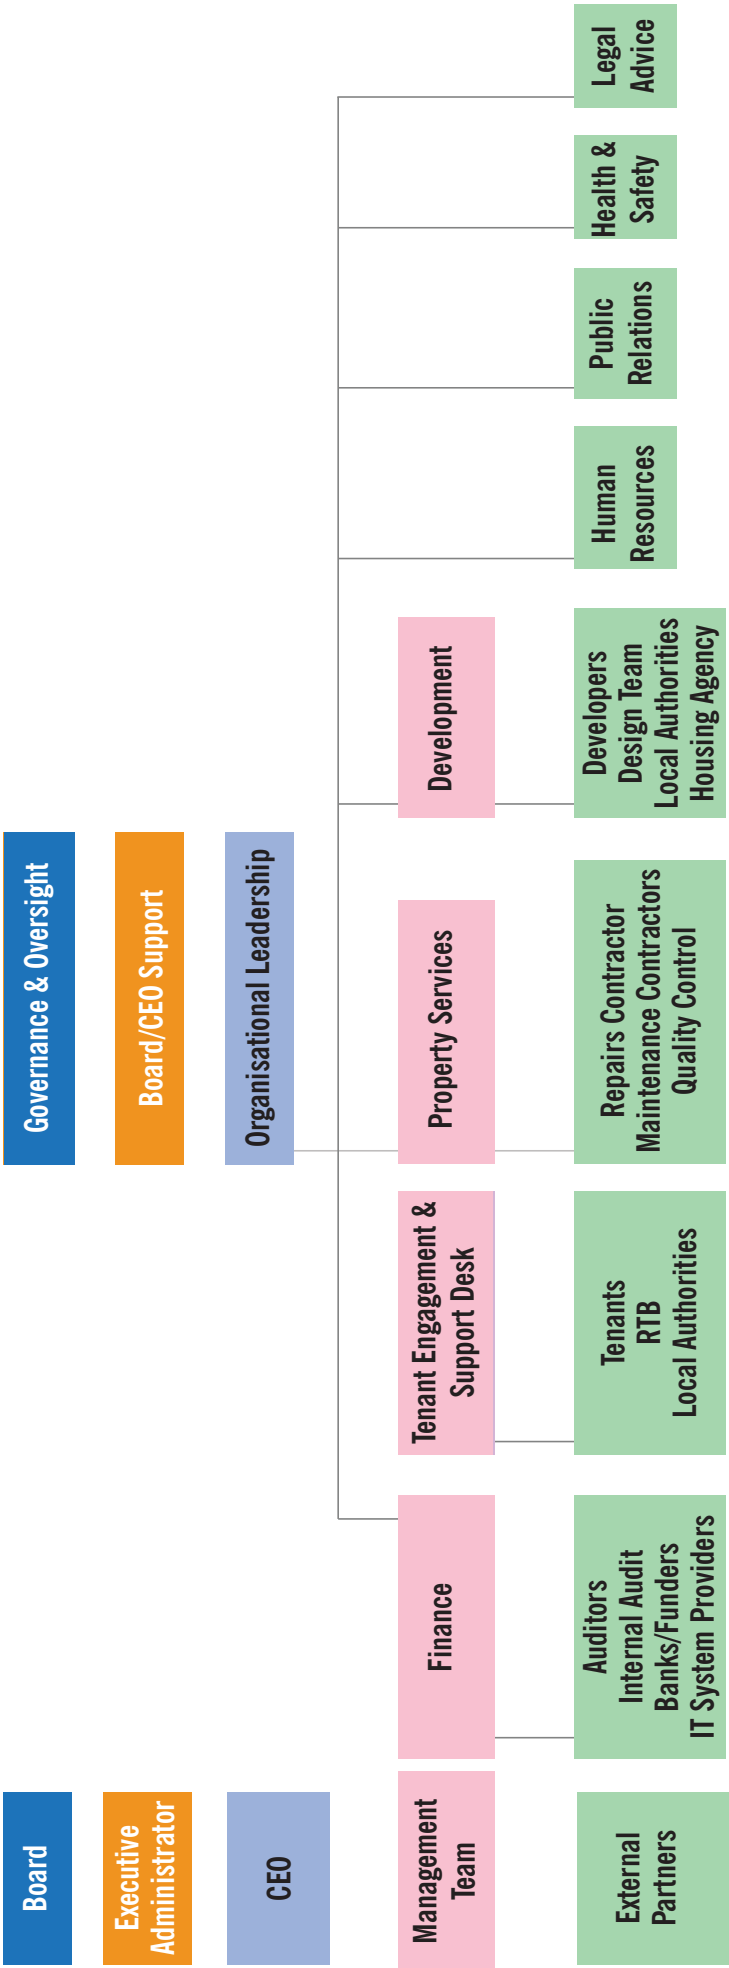 Board
Governance & Oversight
Executive
Administrator
Board/CEO Support
CEO
Organisational Leadership
Management
Team
Finance
Tenant Engagement &
Support Desk
Property Services
Development
External
Partners
Auditors
Internal Audit
Banks/Funders
IT System Providers
Tenants
RTB
Local Authorities
Repairs Contractor
Maintenance Contractors
Quality Control
Developers
Design Team
Local Authorities
Housing Agency
Human
Resources
Public
Relations
Health &
Safety
Legal
Advice